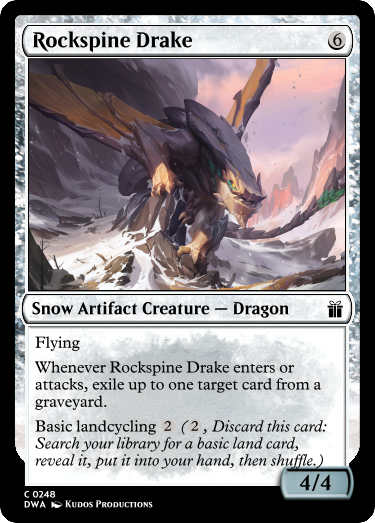 Rockspine Drake 6
Snow Artifact Creature — Dragon
Flying
Whenever Rockspine Drake enters or
attacks, exile up to one target card from a
graveyard.
Basic landcycling 2 (2, Discard this card:
Search your library for a basic land card,
reveal it, put it into your hand, then shuffle.)
4/4
C 0248
DWA Kudos Productions